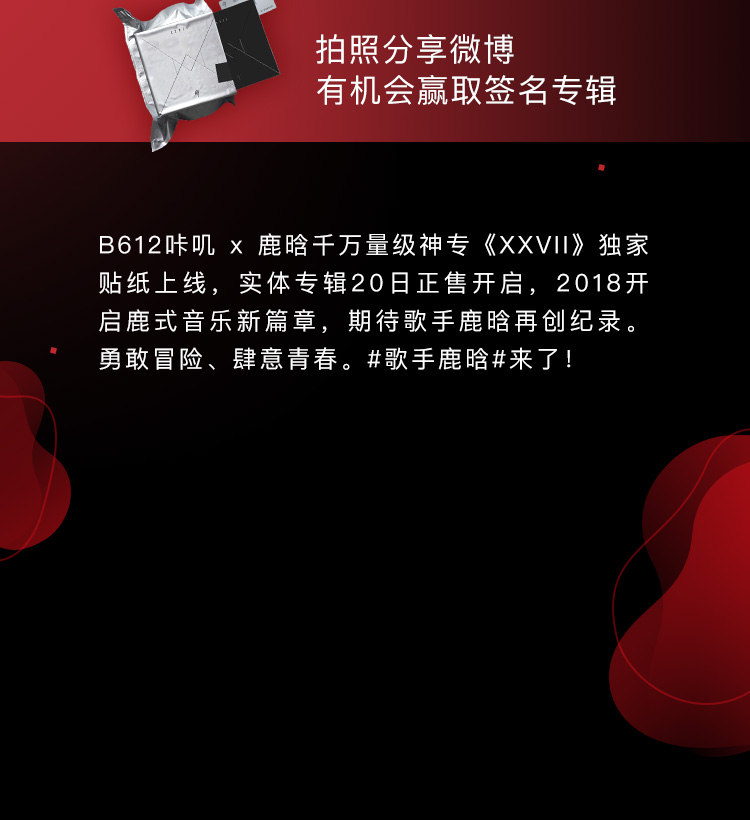 拍照分享微博
有机会赢取签名专辑
B612咔叽 x 鹿晗千万量级神专《XXVII》独家
贴纸上线，实体专辑20日正售开启，2018开
启鹿式音乐新篇章，期待歌手鹿晗再创纪录。
勇敢冒险、肆意青春。#歌手鹿晗#来了！